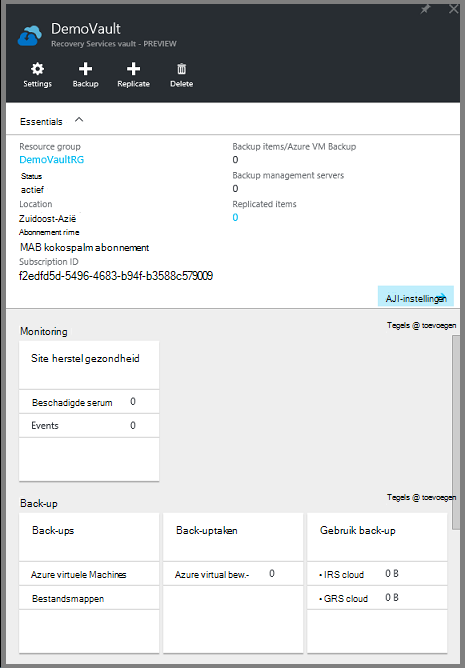 DemoVault
Recovery Services vault - PREVIEW
Settings
Backup
Replicate
Delete
Essentials
Resource group
DemoVaultRG
Status
actief
Location
Zuidoost-Azië
Abonnement rime
MAB kokospalm abonnement
Subscription ID
f2edfd5d-5496-4683-b94f-b3588c579009
Backup items/Azure VM Backup
0
Backup management servers
0
Replicated items
0
AJI-instellingen
Tegels @ toevoegen
Monitoring
Site herstel gezondheid
Beschadigde serum 0
Events 0
Tegels @ toevoegen
Back-up
Back-ups
Azure virtuele Machines
Bestandsmappen
Back-uptaken
Azure virtual bew.- 0
Gebruik back-up
• IRS cloud 0 B
• GRS cloud 0 B